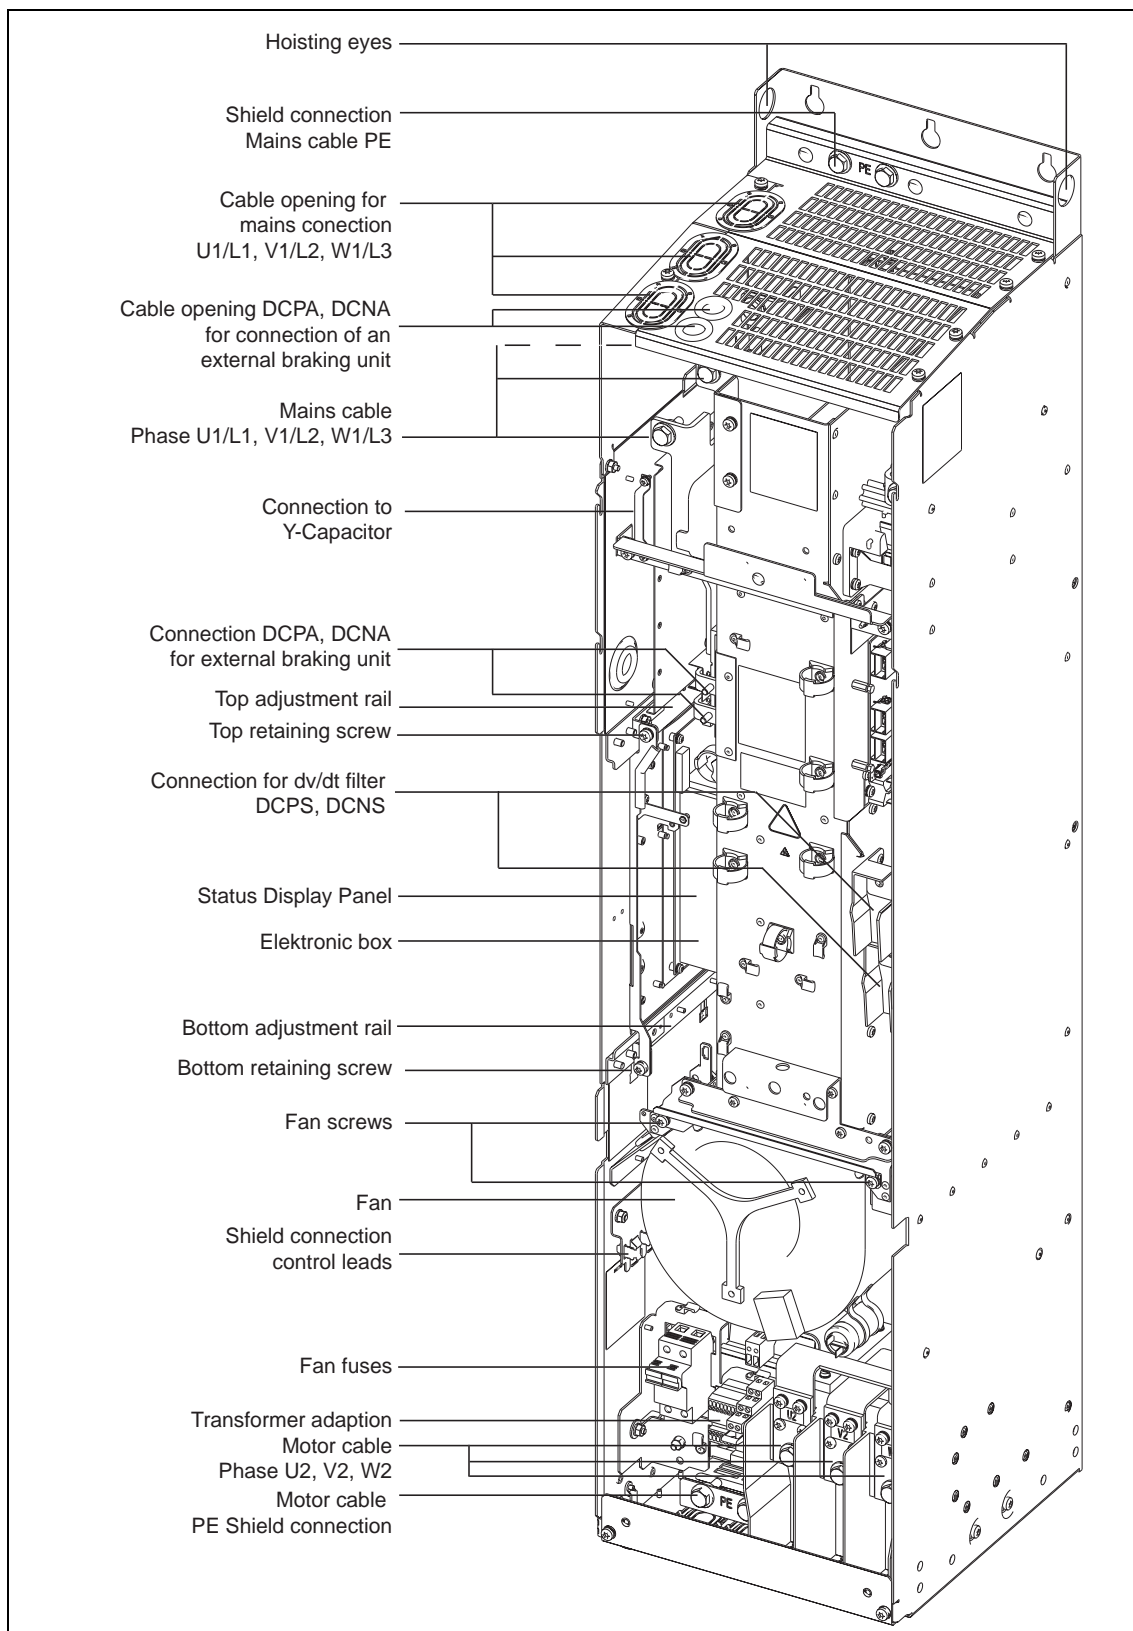 Hoisting eyes
Shield connection
Mains cable PE
PE
Cable opening for
mains conection
U1/L1, V1/L2, W1/L3
Cable opening DCPA, DCNA
for connection of an
external braking unit
Mains cable
Phase U1/L1, V1/L2, W1/L3
Connection to
Y-Capacitor
Connection DCPA, DCNA
for external braking unit
Top adjustment rail
Top retaining screw
Connection for dv/dt filter
DCPS, DCNS
Status Display Panel
Elektronic box
Bottom adjustment rail
Bottom retaining screw
Fan screws
Fan
Shield connection
control leads
Fan fuses
Transformer adaption
Motor cable
Phase U2, V2, W2
U2
V2
Motor cable
PE Shield connection
PE